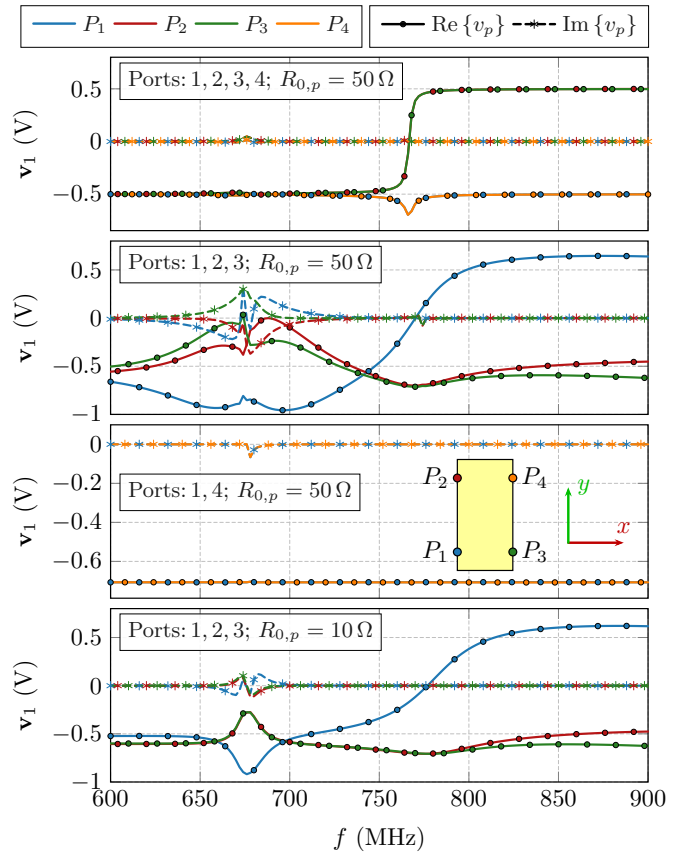 P₁ P₂ P₃ P₄ Re {vₚ} Im {vₚ}
Ports: 1, 2, 3, 4; R₀,ₚ = 50 Ω
0.5
0
−0.5
v₁ (V)
Ports: 1, 2, 3; R₀,ₚ = 50 Ω
0.5
0
−0.5
−1
v₁ (V)
0
−0.2
−0.4
−0.6
v₁ (V)
Ports: 1, 4; R₀,ₚ = 50 Ω
P₂ P₄
P₁ P₃
y
x
Ports: 1, 2, 3; R₀,ₚ = 10 Ω
0.5
0
−0.5
−1
v₁ (V)
600 650 700 750 800 850 900
f (MHz)